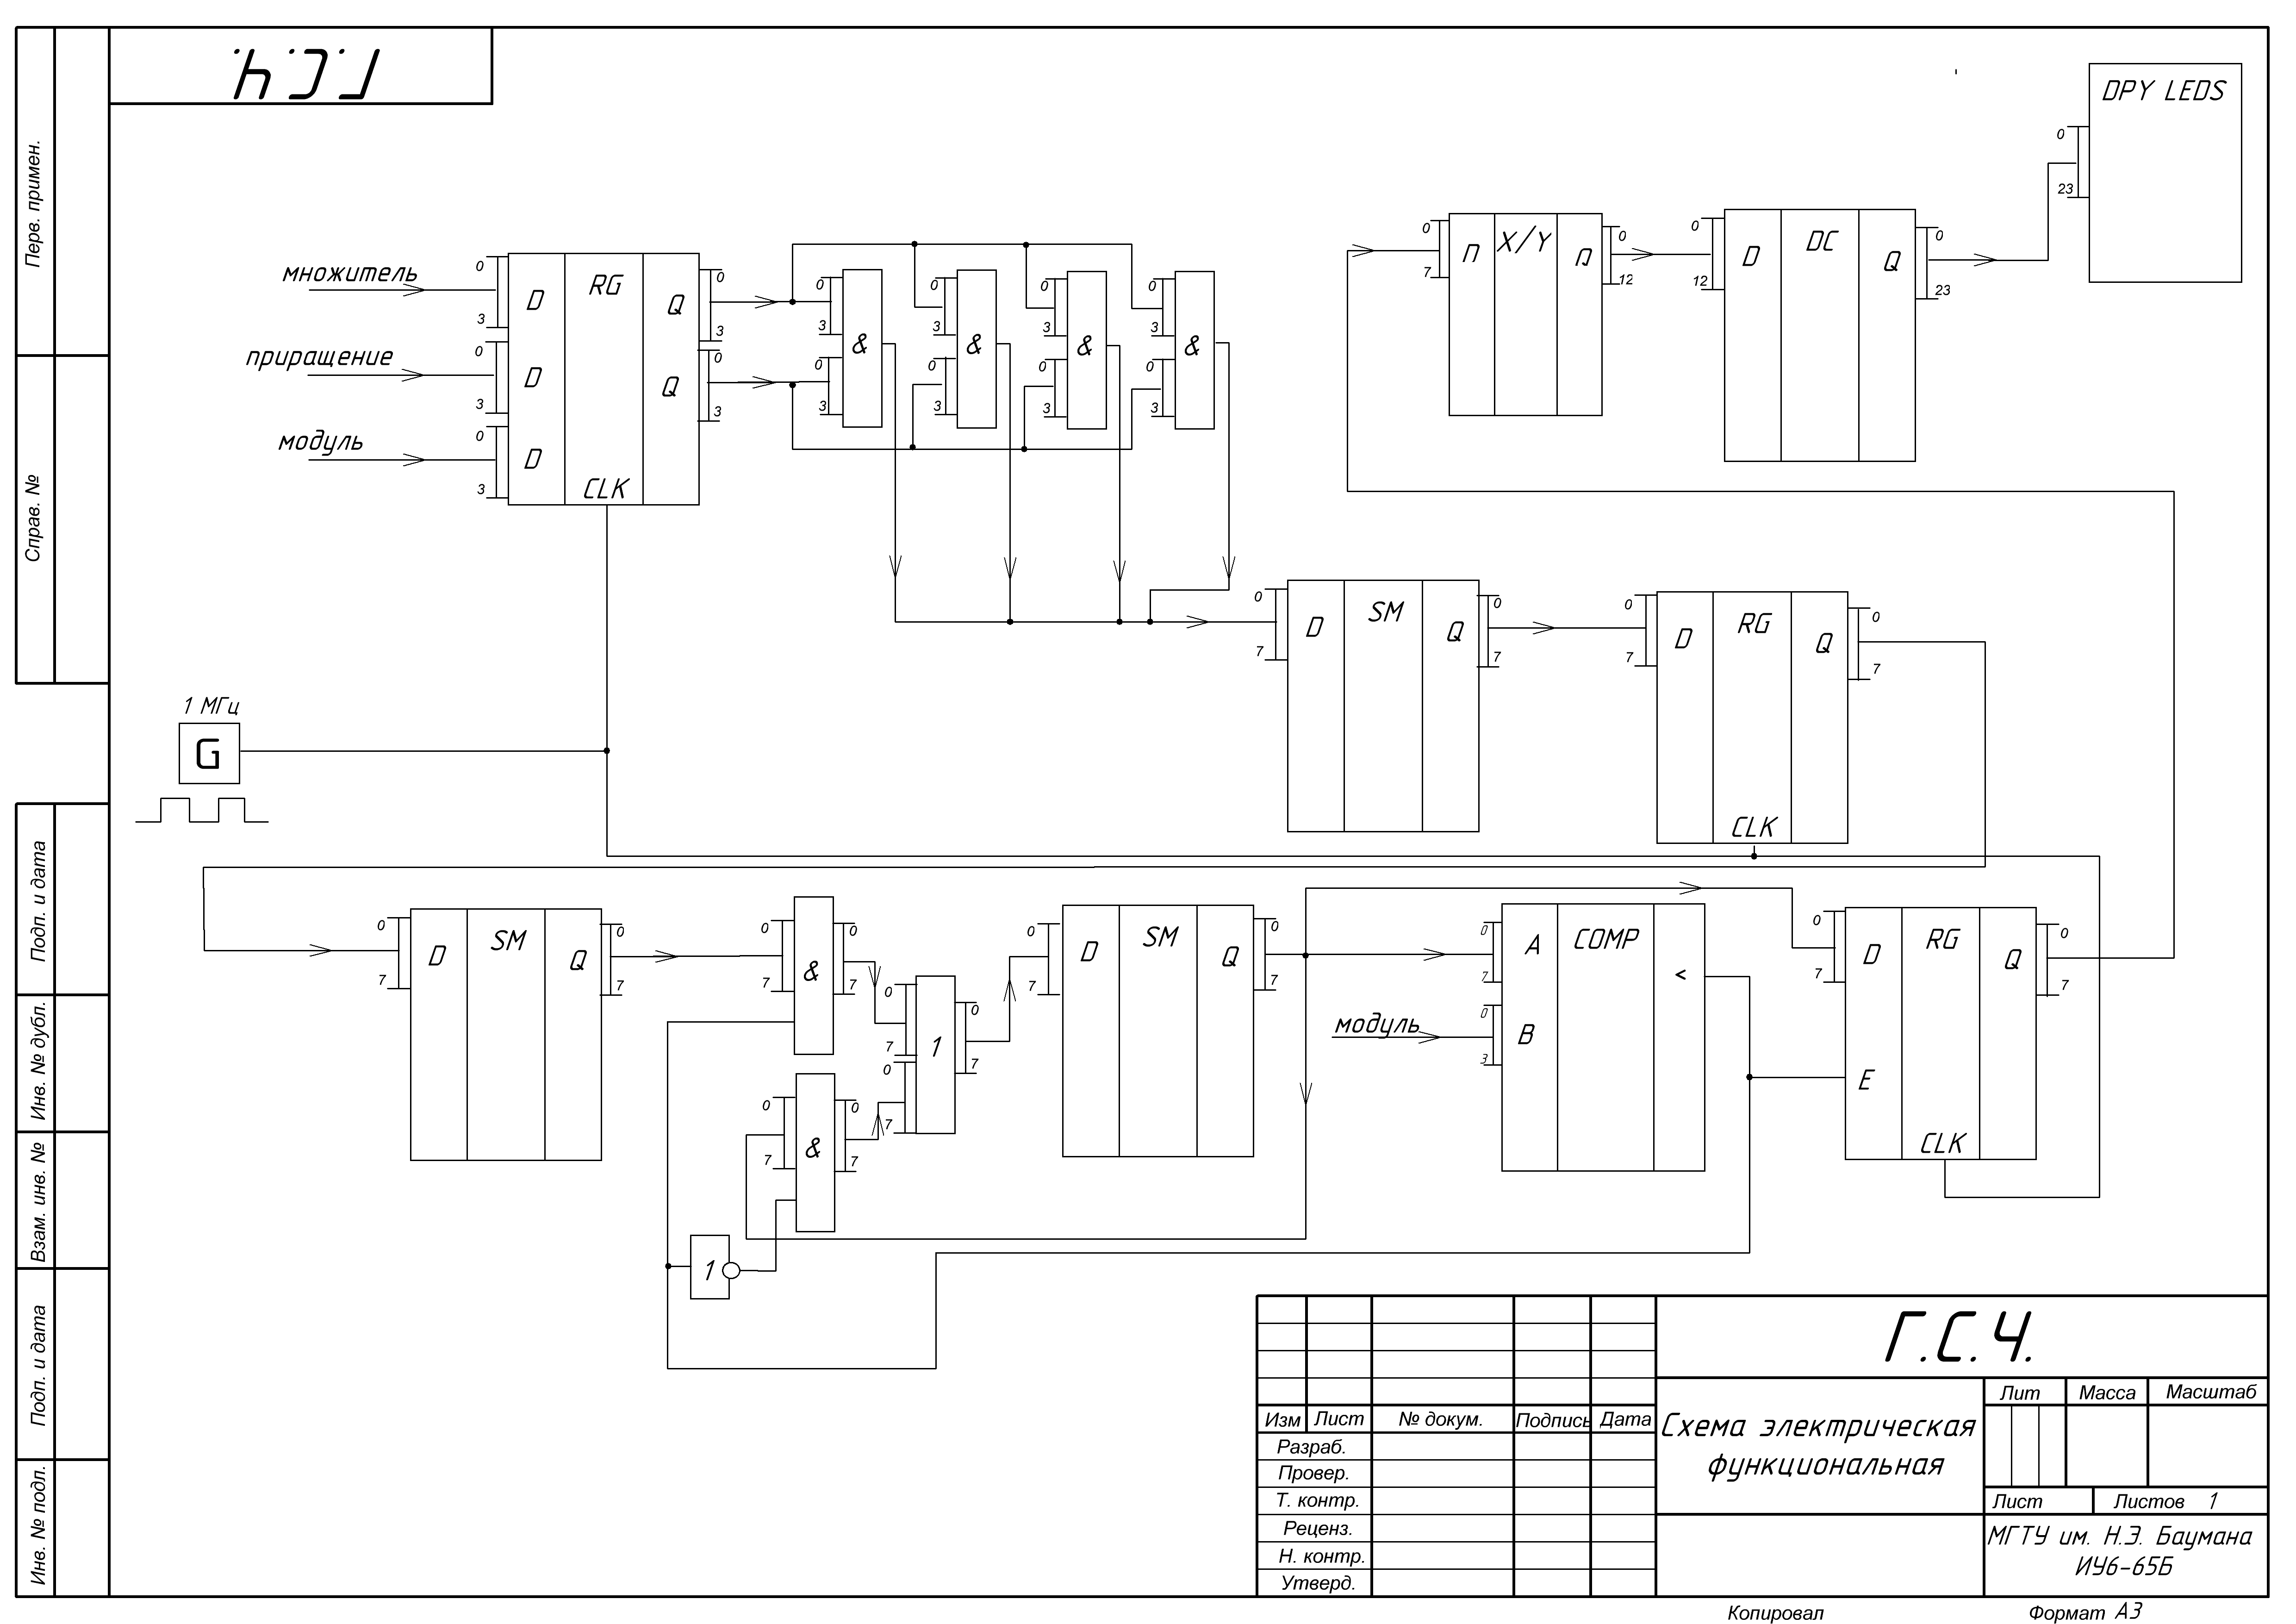 Г.С.Ч.
Перв. примен.
Справ. №
Подп. и дата
Инв. № дубл.
Взам. инв. №
Подп. и дата
Инв. № подл.
множитель
приращение
модуль
0
3
0
3
0
3
D
D
D
RG
CLK
Q
Q
0
3
0
3
0
3
0
3
&
0
3
0
3
&
0
3
0
3
&
0
3
0
3
&
0
7
П
X/Y
П
0
12
0
12
D
DC
Q
0
23
0
23
DPY LEDS
0
7
D
SM
Q
0
7
0
7
D
RG
Q
CLK
0
7
1 МГц
G
0
7
D
SM
Q
0
7
0
7
&
0
7
0
7
&
0
7
1
0
7
0
7
1
0
7
0
7
D
SM
Q
0
7
модуль
0
7
0
3
A
B
COMP
<
0
7
D
E
RG
CLK
Q
0
7
Г.С.Ч.
Изм Лист № докум. Подпись Дата
Разраб.
Провер.
Т. контр.
Реценз.
Н. контр.
Утверд.
Схема электрическая
функциональная
Лит Масса Масштаб
Лист Листов 1
МГТУ им. Н.Э. Баумана
ИУ6-65Б
Копировал Формат А3